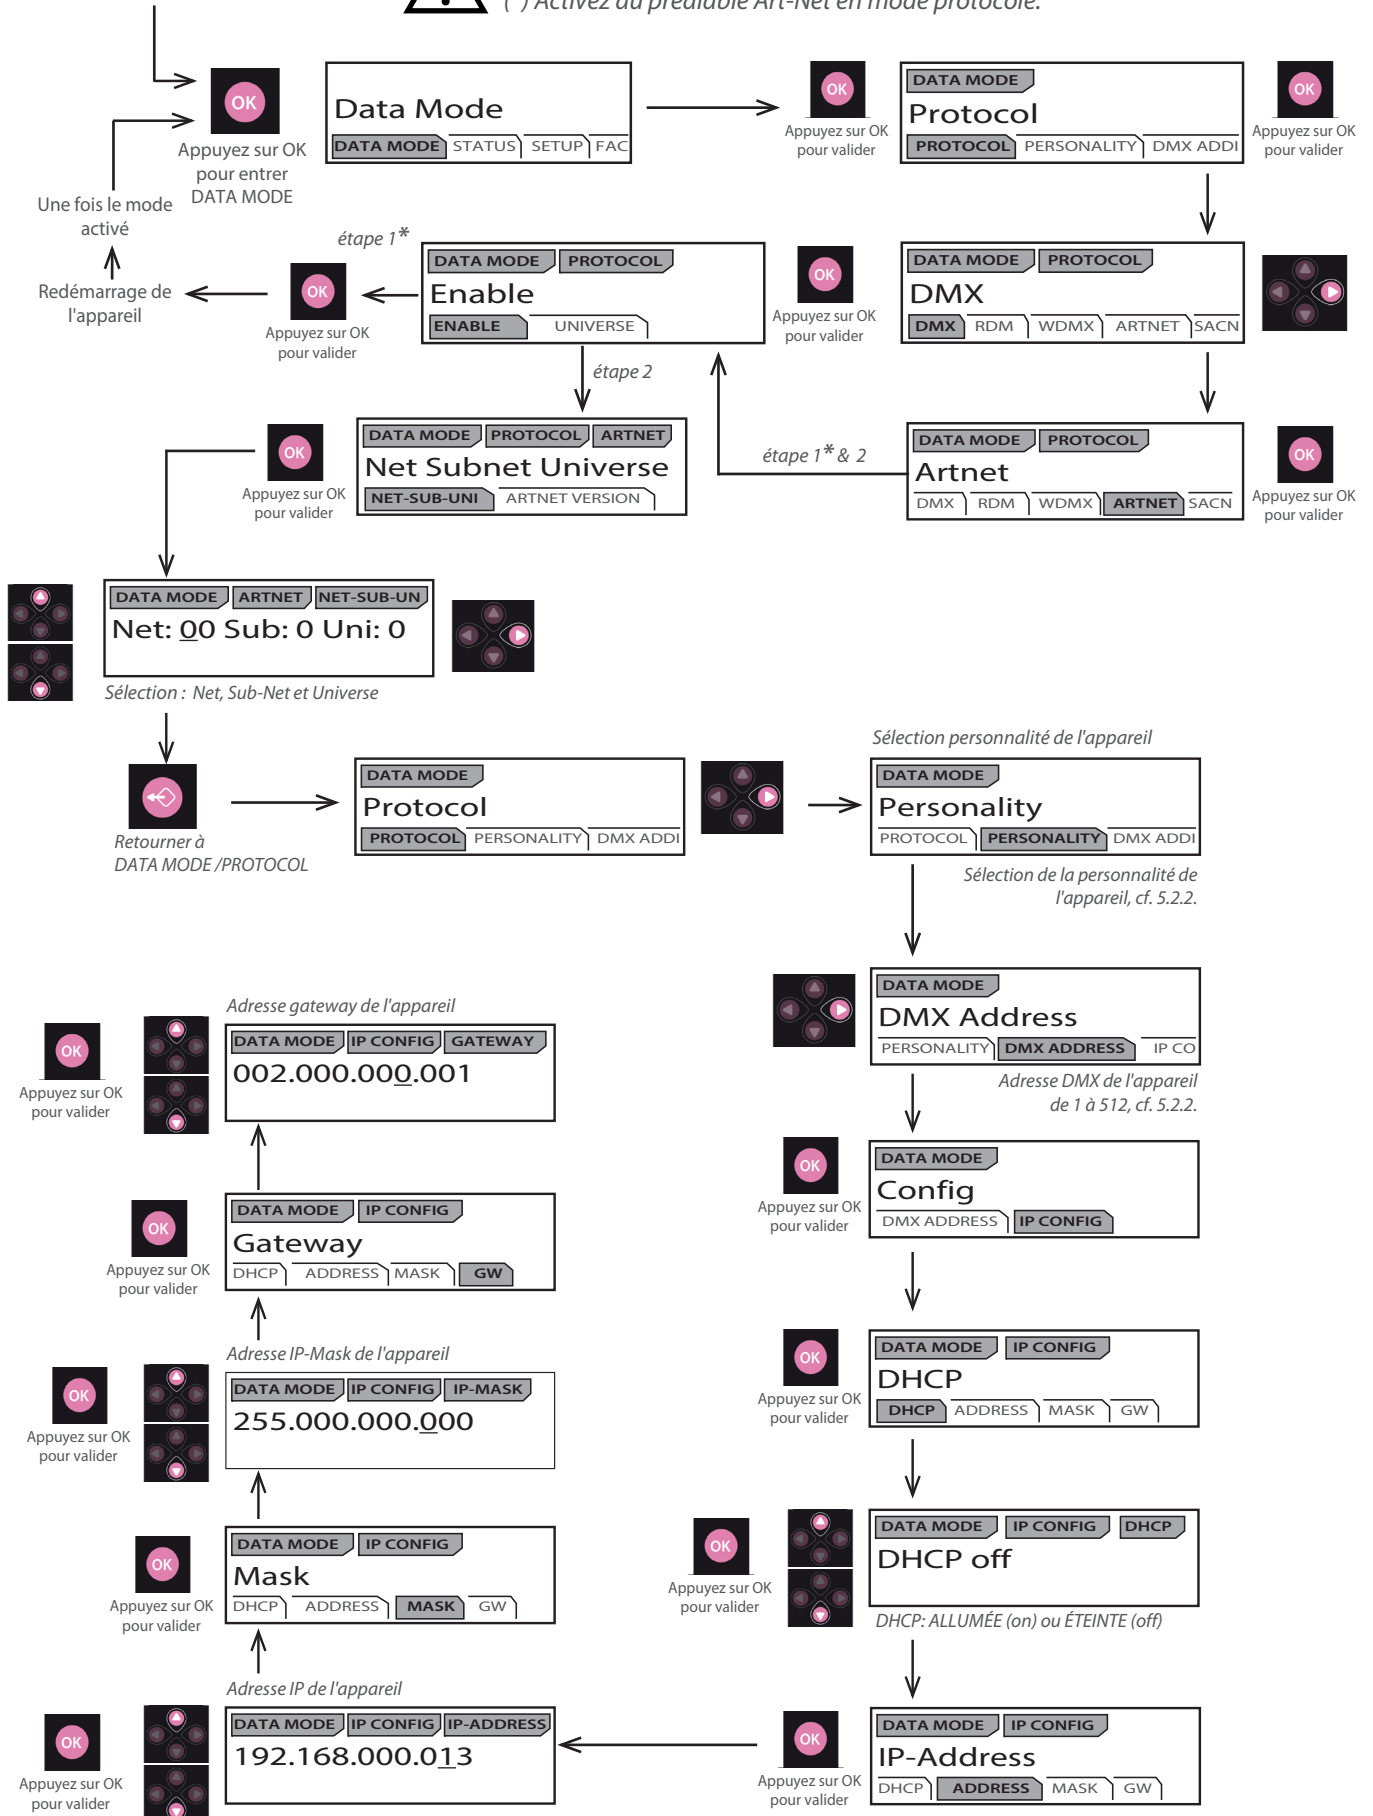 (*) Activez au préalable Art-Net en mode protocole.
OK
Appuyez sur OK
pour entrer
DATA MODE
Data Mode
DATA MODE STATUS SETUP FAC
OK
Appuyez sur OK
pour valider
DATA MODE
Protocol
PROTOCOL PERSONALITY DMX ADDI
OK
Appuyez sur OK
pour valider
Une fois le mode
activé
Redémarrage de
l'appareil
OK
Appuyez sur OK
pour valider
étape 1*
DATA MODE PROTOCOL
Enable
ENABLE UNIVERSE
OK
Appuyez sur OK
pour valider
DATA MODE PROTOCOL
DMX
DMX RDM WDMX ARTNET SACN
étape 2
OK
Appuyez sur OK
pour valider
DATA MODE PROTOCOL ARTNET
Net Subnet Universe
NET-SUB-UNI ARTNET VERSION
étape 1* & 2
DATA MODE PROTOCOL
Artnet
DMX RDM WDMX ARTNET SACN
OK
Appuyez sur OK
pour valider
DATA MODE ARTNET NET-SUB-UN
Net: 00 Sub: 0 Uni: 0
Sélection : Net, Sub-Net et Universe
Retourner à
DATA MODE /PROTOCOL
DATA MODE
Protocol
PROTOCOL PERSONALITY DMX ADDI
Sélection personnalité de l'appareil
DATA MODE
Personality
PROTOCOL PERSONALITY DMX ADDI
Sélection de la personnalité de
l'appareil, cf. 5.2.2.
DATA MODE
DMX Address
PERSONALITY DMX ADDRESS IP CO
Adresse DMX de l'appareil
de 1 à 512, cf. 5.2.2.
OK
Appuyez sur OK
pour valider
DATA MODE
Config
DMX ADDRESS IP CONFIG
OK
Appuyez sur OK
pour valider
DATA MODE IP CONFIG
DHCP
DHCP ADDRESS MASK GW
OK
Appuyez sur OK
pour valider
DATA MODE IP CONFIG DHCP
DHCP off
DHCP: ALLUMÉE (on) ou ÉTEINTE (off)
OK
Appuyez sur OK
pour valider
DATA MODE IP CONFIG
IP-Address
DHCP ADDRESS MASK GW
Adresse IP de l'appareil
OK
Appuyez sur OK
pour valider
DATA MODE IP CONFIG IP-ADDRESS
192.168.000.013
OK
Appuyez sur OK
pour valider
DATA MODE IP CONFIG
Mask
DHCP ADDRESS MASK GW
Adresse IP-Mask de l'appareil
OK
Appuyez sur OK
pour valider
DATA MODE IP CONFIG IP-MASK
255.000.000.000
OK
Appuyez sur OK
pour valider
DATA MODE IP CONFIG
Gateway
DHCP ADDRESS MASK GW
Adresse gateway de l'appareil
OK
Appuyez sur OK
pour valider
DATA MODE IP CONFIG GATEWAY
002.000.000.001